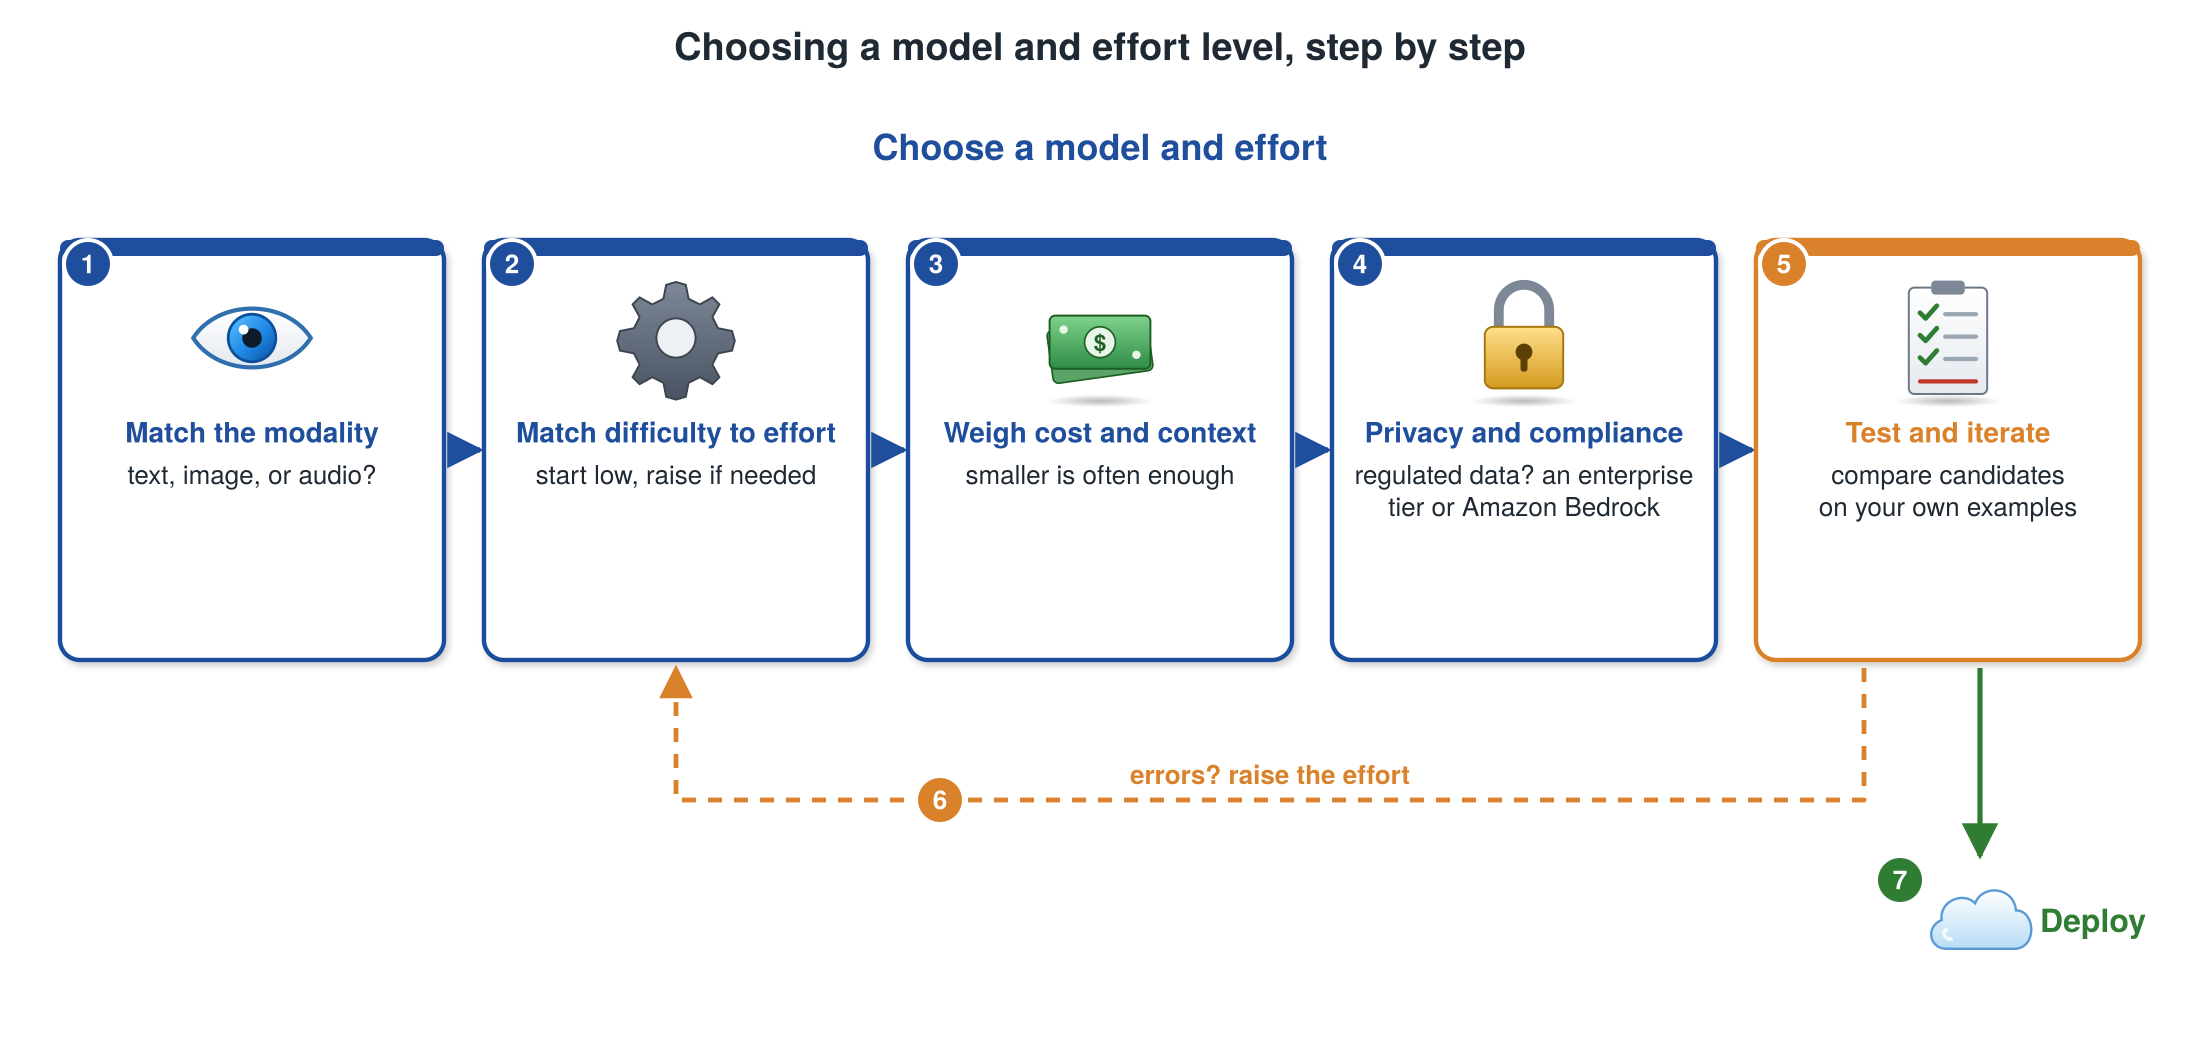 Choosing a model and effort level, step by step
Choose a model and effort
1
Match the modality
text, image, or audio?
2
Match difficulty to effort
start low, raise if needed
3
$
Weigh cost and context
smaller is often enough
4
Privacy and compliance
regulated data? an enterprise
tier or Amazon Bedrock
5
Test and iterate
compare candidates
on your own examples
errors? raise the effort
6
7
Deploy